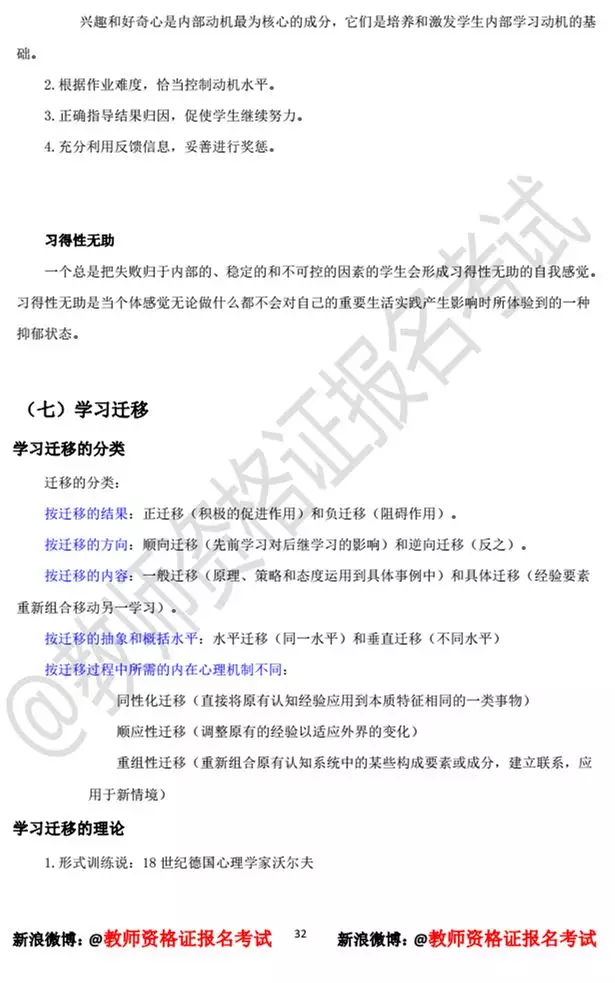 兴趣和好奇心是内部动机最为核心的成分，它们是培养和激发学生内部学习动机的基
础。
2.根据作业难度，恰当控制动机水平。
3.正确指导结果归因，促使学生继续努力。
4.充分利用反馈信息，妥善进行奖惩。
习得性无助
一个总是把失败归于内部的、稳定的和不可控的因素的学生会形成习得性无助的自我感觉。
习得性无助是当个体感觉无论做什么都不会对自己的重要生活实践产生影响时所体验到的一种
抑郁状态。
（七）学习迁移
学习迁移的分类
迁移的分类：
按迁移的结果：正迁移（积极的促进作用）和负迁移（阻碍作用）。
按迁移的方向：顺向迁移（先前学习对后继学习的影响）和逆向迁移（反之）。
按迁移的内容：一般迁移（原理、策略和态度运用到具体事例中）和具体迁移（经验要素
重新组合移动另一学习）。
按迁移的抽象和概括水平：水平迁移（同一水平）和垂直迁移（不同水平）
按迁移过程中所需的内在心理机制不同：
同性化迁移（直接将原有认知经验应用到本质特征相同的一类事物）
顺应性迁移（调整原有的经验以适应外界的变化）
重组性迁移（重新组合原有认知系统中的某些构成要素或成分，建立联系，应
用于新情境）
学习迁移的理论
1.形式训练说：18 世纪德国心理学家沃尔夫
新浪微博：@教师资格证报名考试 32 新浪微博：@教师资格证报名考试
@教师资格证报名考试